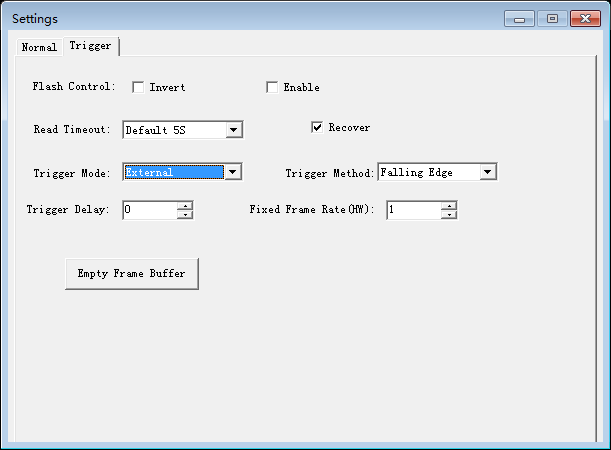 Settings
Normal Trigger
Flash Control: Invert Enable
Read Timeout: Default 5S Recover
Trigger Mode: External Trigger Method: Falling Edge
Trigger Delay: 0 Fixed Frame Rate(HW): 1
Empty Frame Buffer